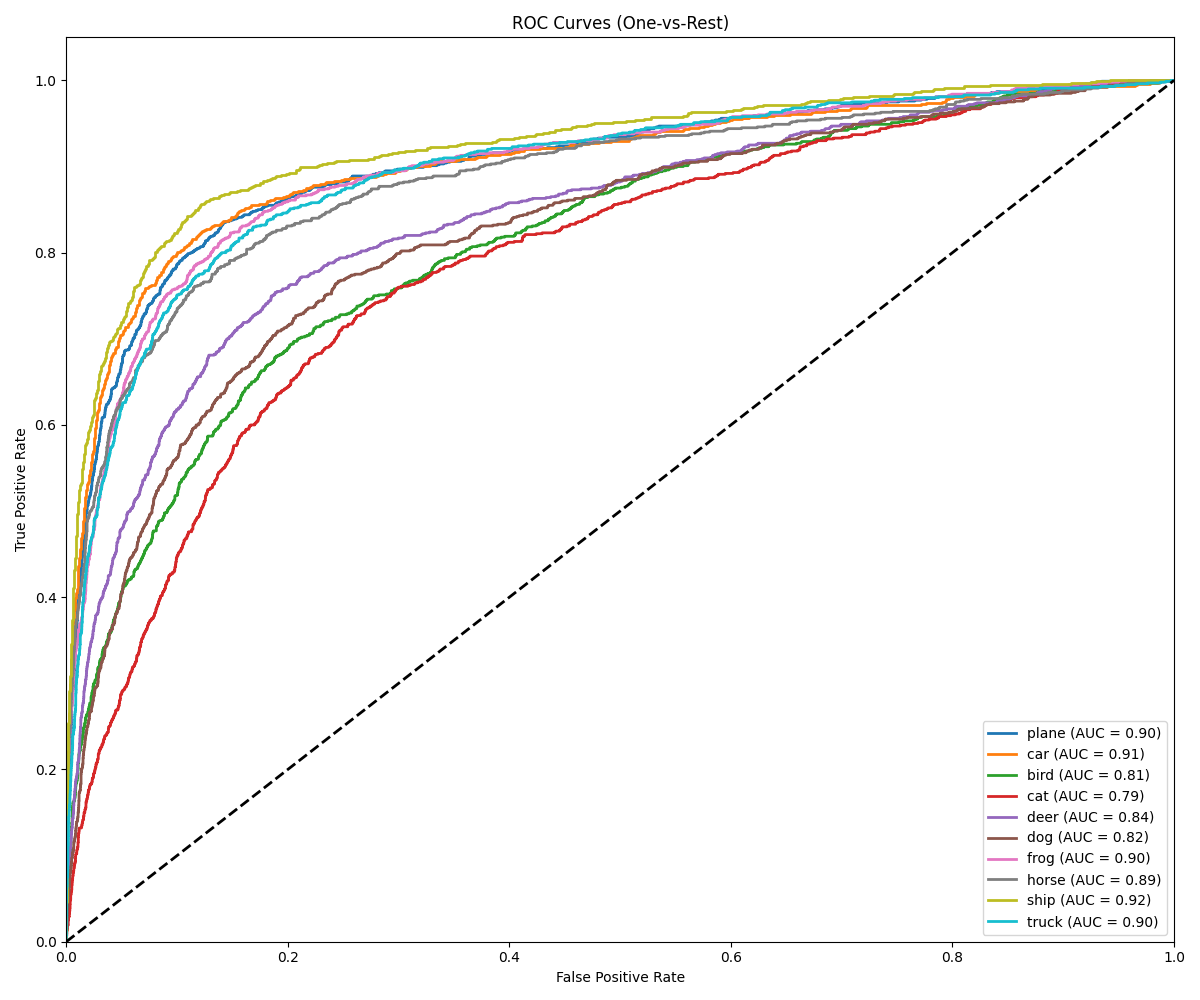 ROC Curves (One-vs-Rest)
True Positive Rate
1.0
0.8
0.6
0.4
0.2
0.0
0.0 0.2 0.4 0.6 0.8 1.0
False Positive Rate
plane (AUC = 0.90)
car (AUC = 0.91)
bird (AUC = 0.81)
cat (AUC = 0.79)
deer (AUC = 0.84)
dog (AUC = 0.82)
frog (AUC = 0.90)
horse (AUC = 0.89)
ship (AUC = 0.92)
truck (AUC = 0.90)